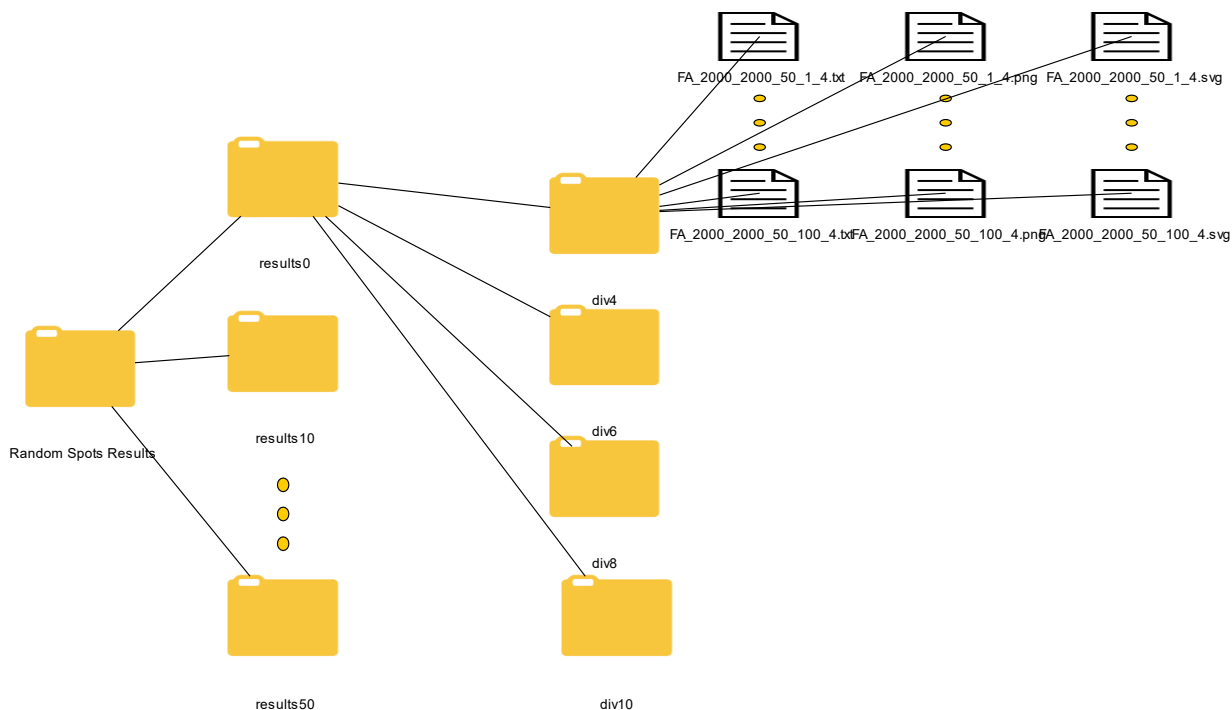 FA_2000_2000_50_1_4.txt
FA_2000_2000_50_1_4.png
FA_2000_2000_50_1_4.svg
FA_2000_2000_50_100_4.txt
FA_2000_2000_50_100_4.png
FA_2000_2000_50_100_4.svg
results0
div4
results10
div6
Random Spots Results
div8
results50
div10